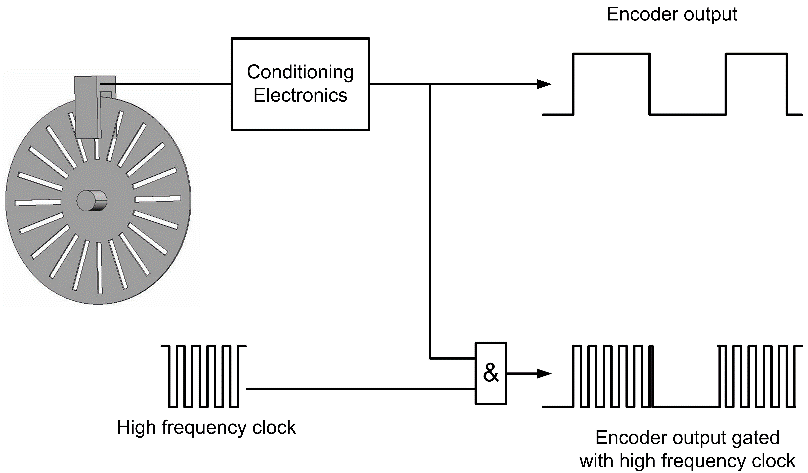 Encoder output
Conditioning
Electronics
&
High frequency clock
Encoder output gated
with high frequency clock